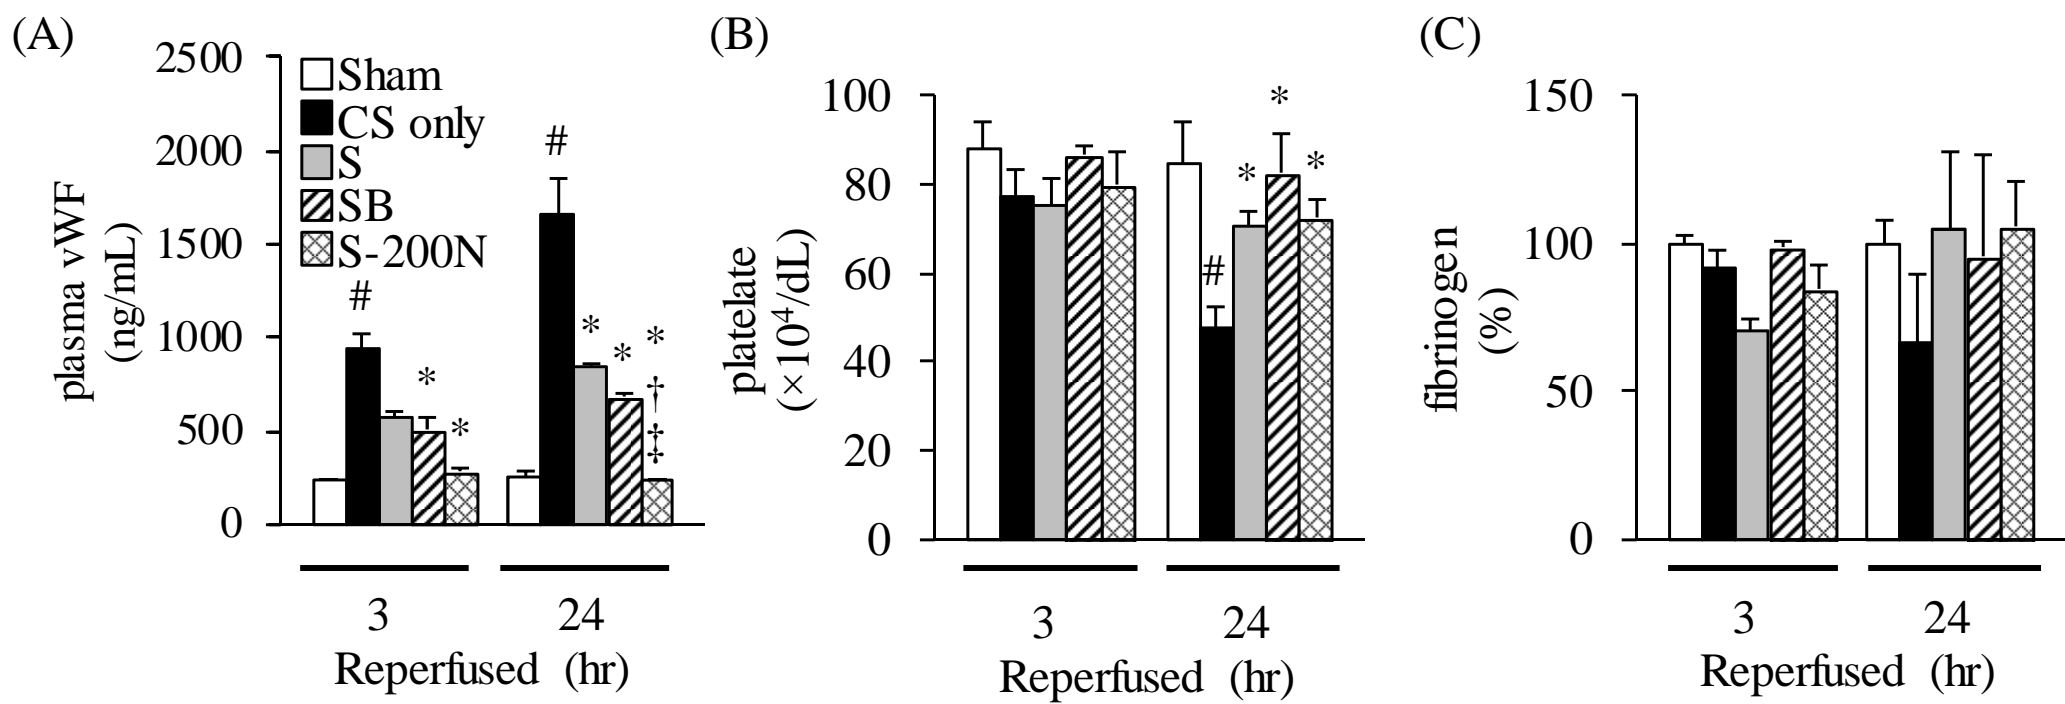 (A)
2500
2000
1500
1000
500
0
plasma vWF
(ng/mL)
Sham
CS only
S
SB
S-200N
#
*
*
#
*
*
*
†
‡
3
24
Reperfused (hr)
(B)
100
80
60
40
20
0
platelate
(×10⁴/dL)
#
*
*
*
3
24
Reperfused (hr)
(C)
150
100
50
0
fibrinogen
(%)
3
24
Reperfused (hr)